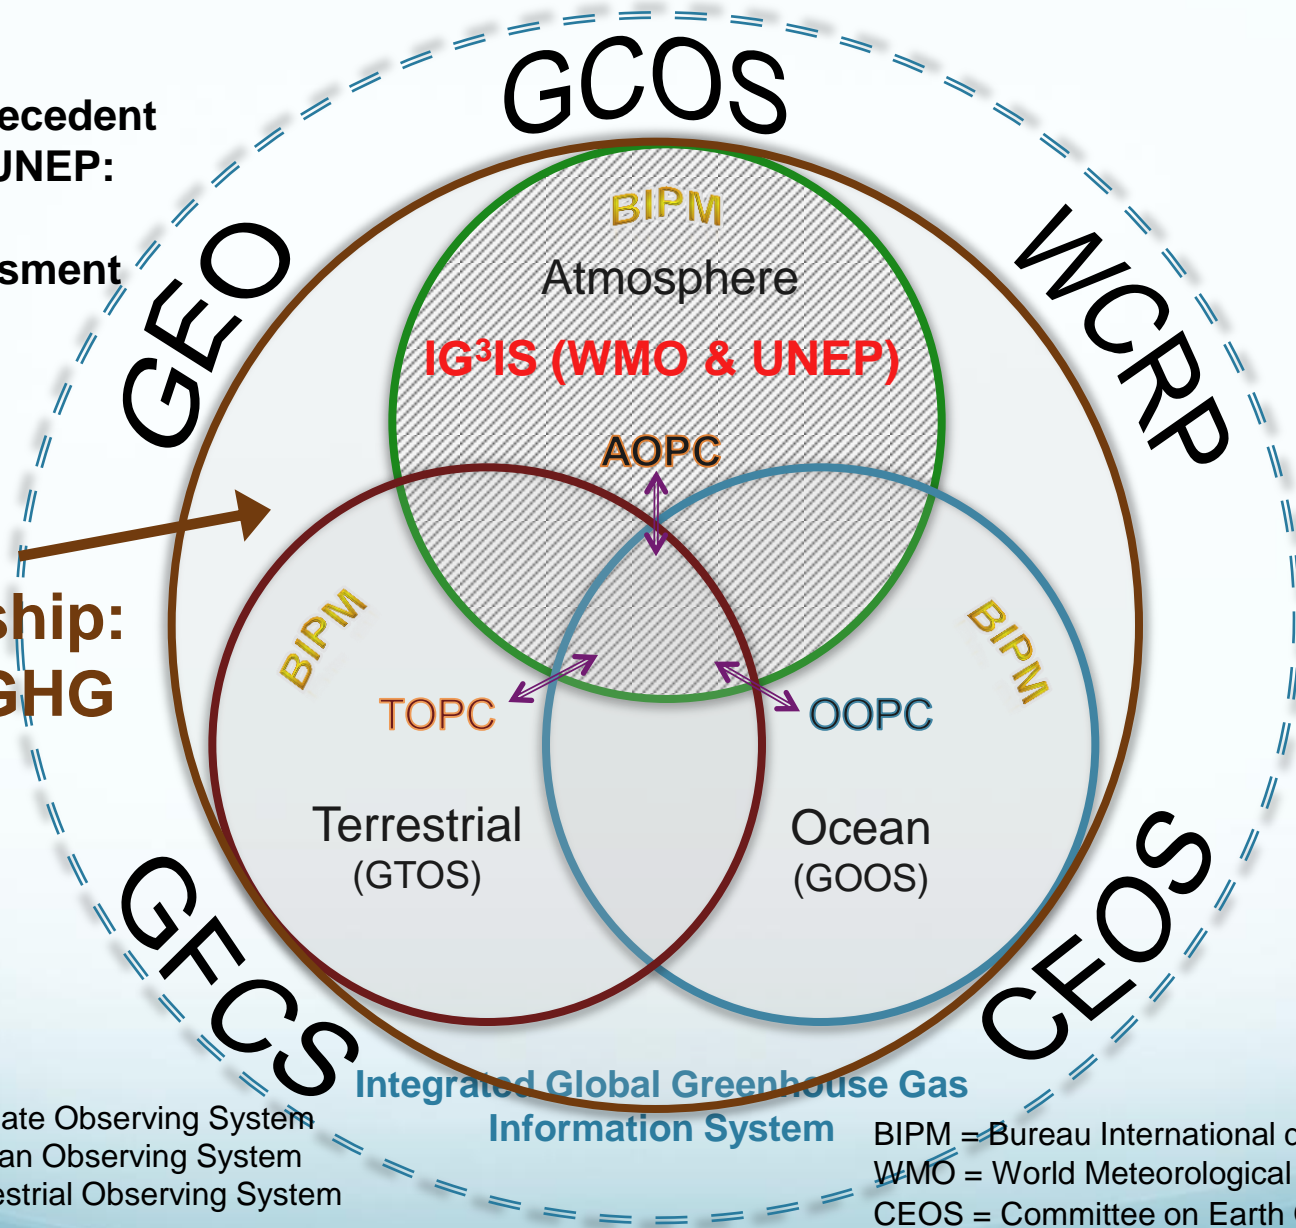 GCOS
ecedent
UNEP:
sment
GEO
WCRP
BIPM
Atmosphere
IG³IS (WMO & UNEP)
AOPC
ship:
GHG
BIPM
BIPM
TOPC
OOPC
Terrestrial
(GTOS)
Ocean
(GOOS)
GFCS
CEOS
Integrated Global Greenhouse Gas
Information System
ate Observing System
an Observing System
estrial Observing System
BIPM = Bureau International
WMO = World Meteorological
CEOS = Committee on Earth